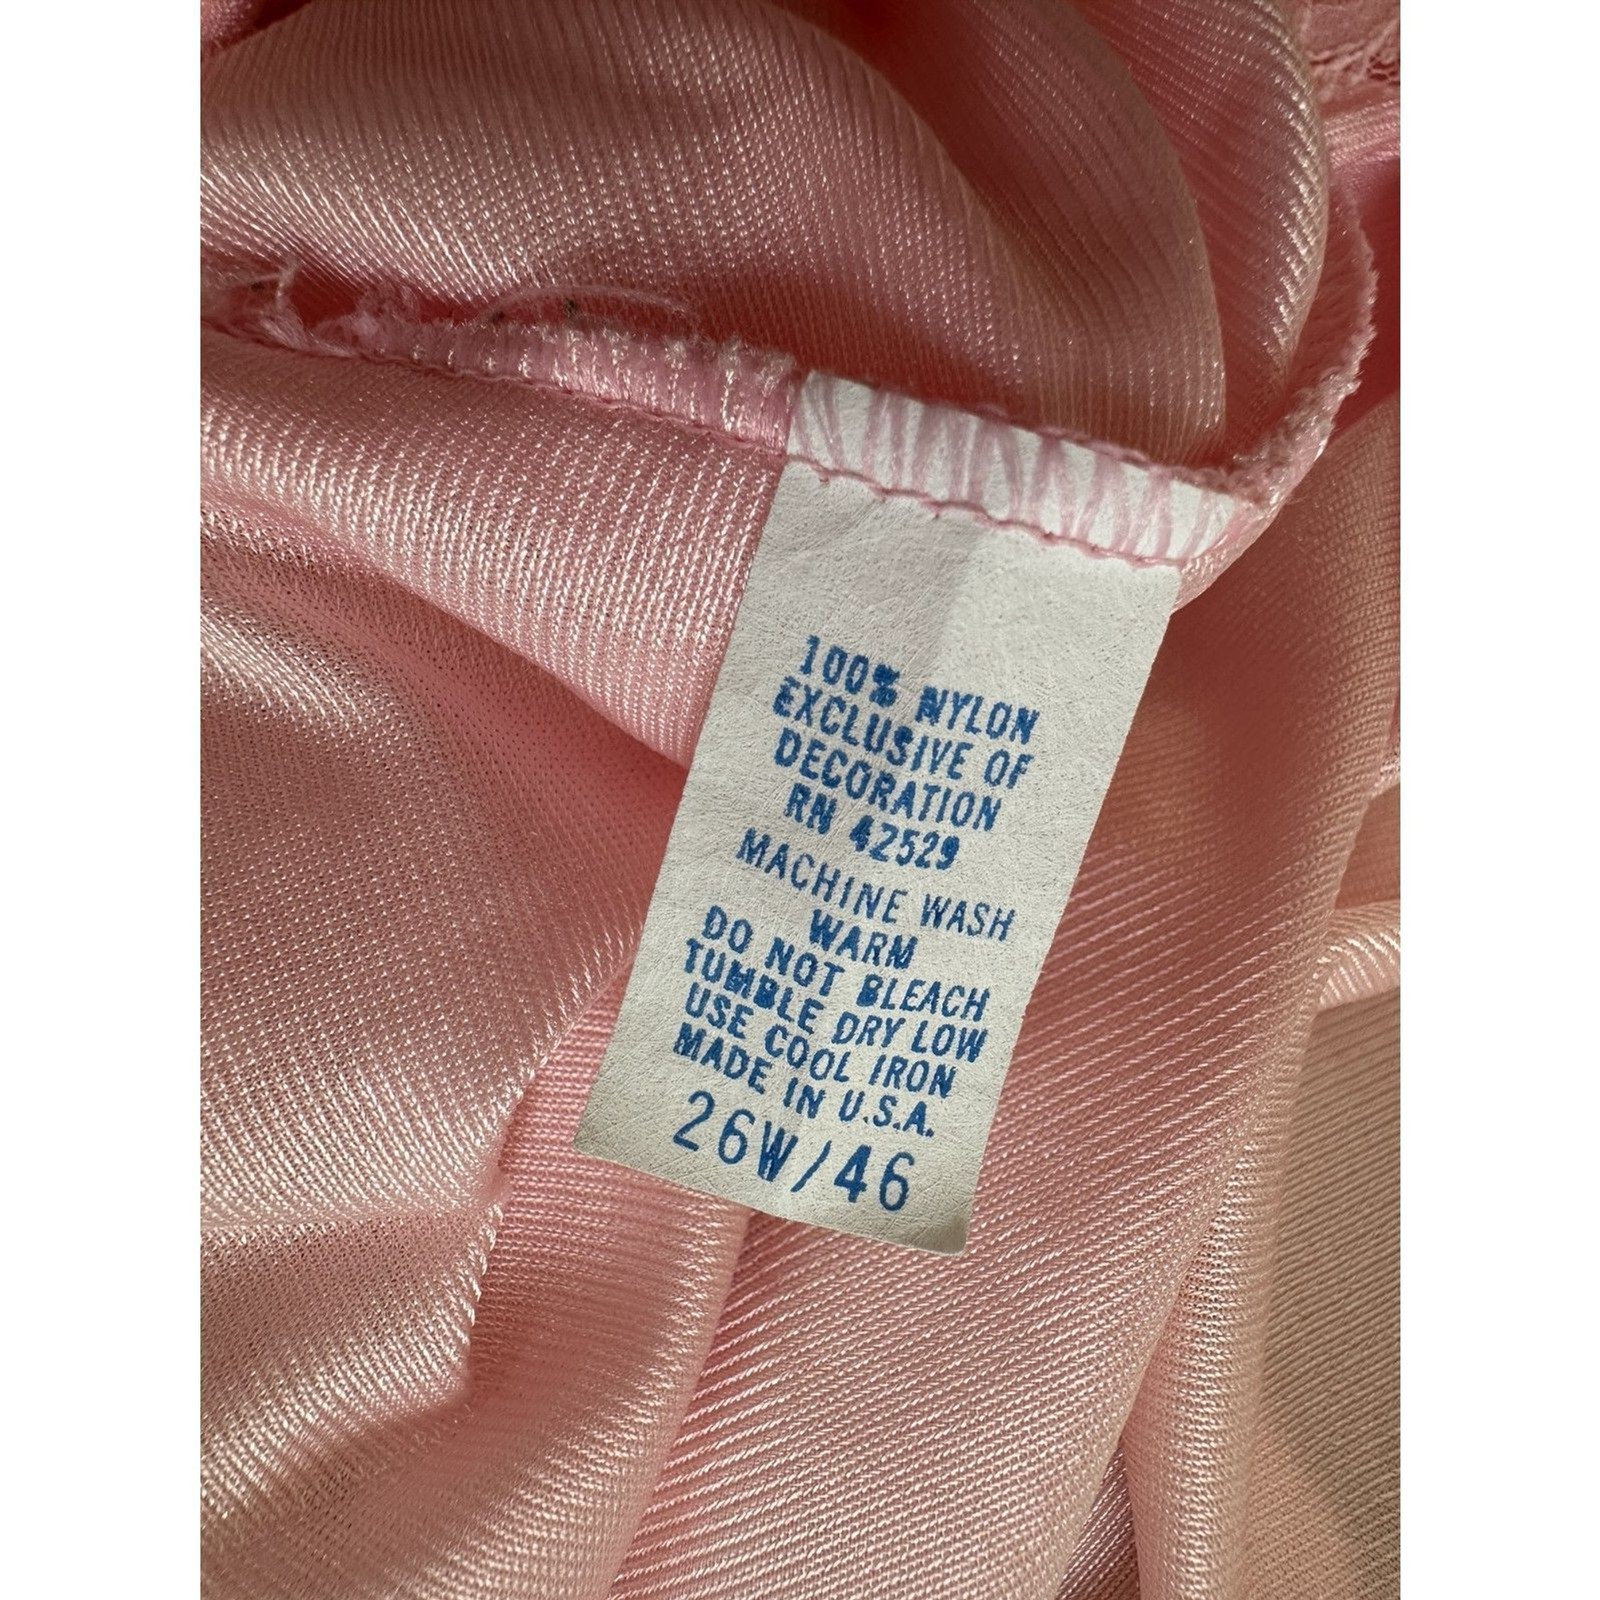 100% NYLON
EXCLUSIVE OF
DECORATION
RN 42529
MACHINE WASH
WARM
DO NOT BLEACH
TUMBLE DRY LOW
USE COOL IRON
MADE IN U.S.A.
26W/46